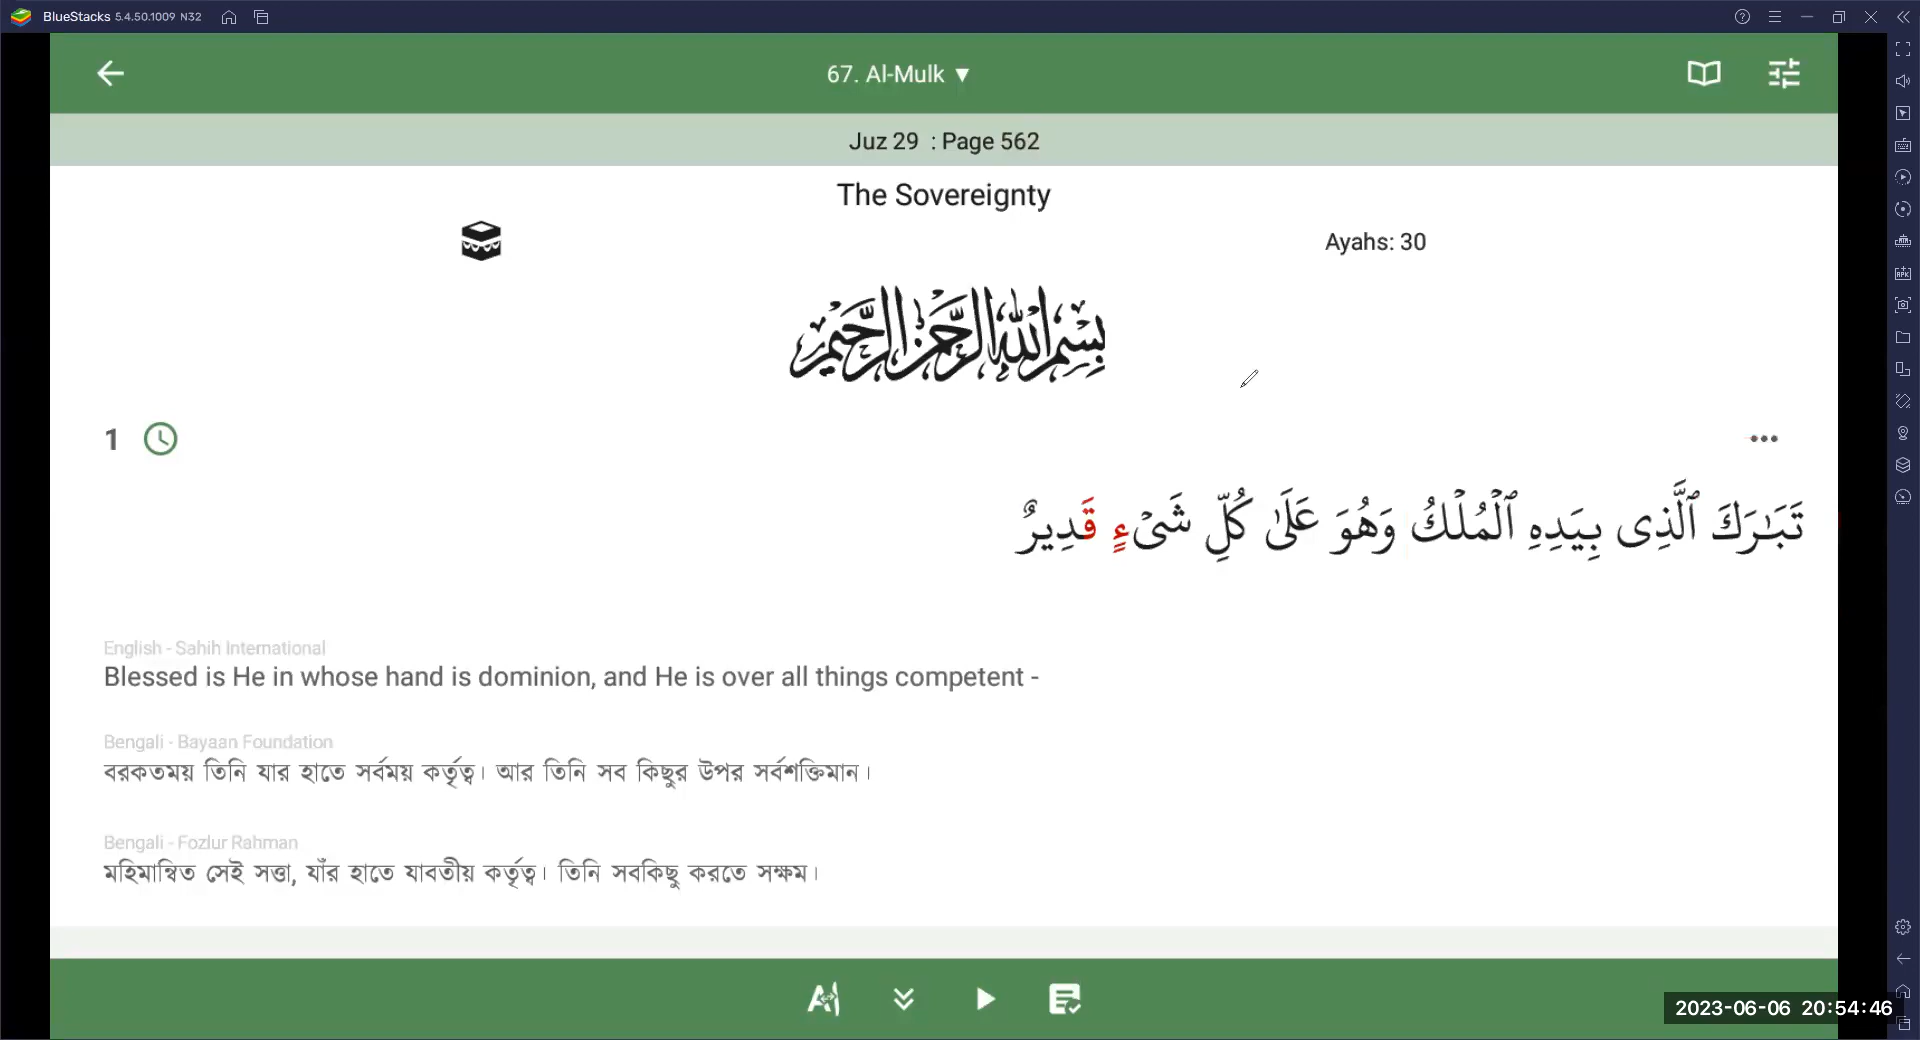 BlueStacks 5.4.50.1009 N32
67. Al-Mulk ▼
Juz 29 : Page 562
The Sovereignty
Ayahs: 30
بِسْمِ اللهِ الرَّحْمٰنِ الرَّحِيْمِ
1
تَبَـٰرَكَ ٱلَّذِى بِيَدِهِ ٱلْمُلْكُ وَهُوَ عَلَىٰ كُلِّ شَىْءٍ قَدِيرٌ
English - Sahih International
Blessed is He in whose hand is dominion, and He is over all things competent -
Bengali - Bayaan Foundation
বরকতময় তিনি যার হাতে সর্বময় কর্তৃত্ব। আর তিনি সব কিছুর উপর সর্বশক্তিমান।
Bengali - Fozlur Rahman
মহিমান্বিত সেই সত্তা, যাঁর হাতে যাবতীয় কর্তৃত্ব। তিনি সবকিছু করতে সক্ষম।
2023-06-06 20:54:46